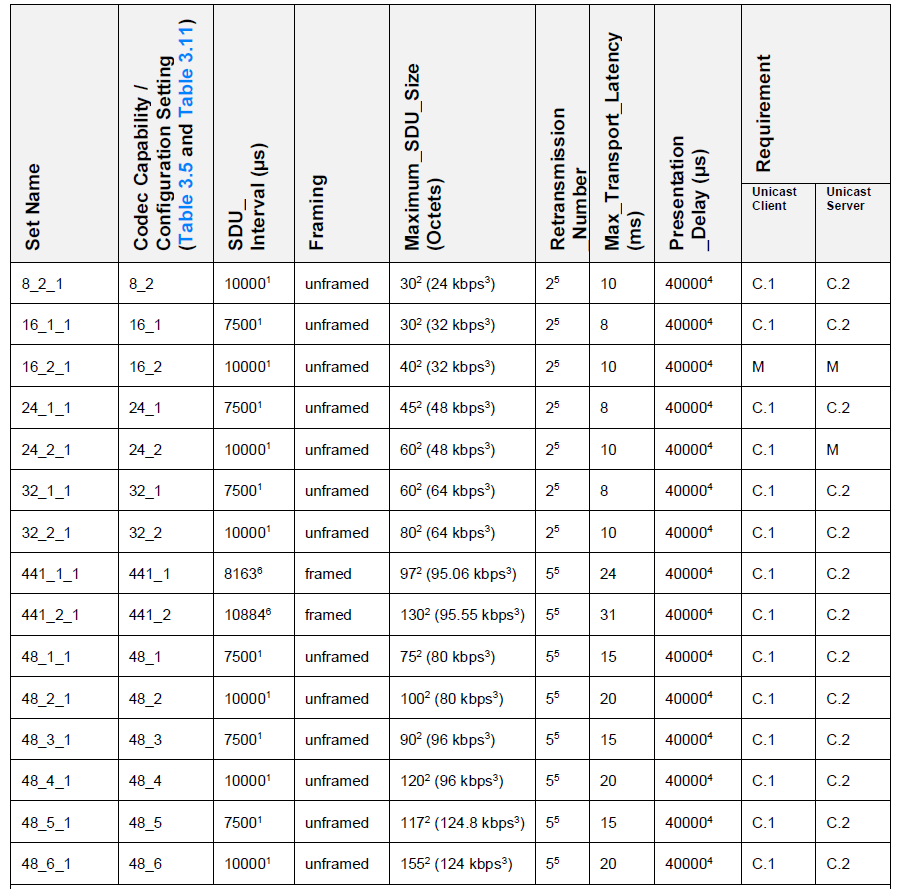 Set Name
Codec Capability /
Configuration Setting
(Table 3.5 and Table 3.11)
SDU_
Interval (µs)
Framing
Maximum_SDU_Size
(Octets)
Retransmission
_Number
Max_Transport_Latency
(ms)
Presentation
_Delay (µs)
Requirement
Unicast
Client
Unicast
Server
8_2_1 8_2 10000¹ unframed 30² (24 kbps³) 2⁵ 10 40000⁴ C.1 C.2
16_1_1 16_1 7500¹ unframed 30² (32 kbps³) 2⁵ 8 40000⁴ C.1 C.2
16_2_1 16_2 10000¹ unframed 40² (32 kbps³) 2⁵ 10 40000⁴ M M
24_1_1 24_1 7500¹ unframed 45² (48 kbps³) 2⁵ 8 40000⁴ C.1 C.2
24_2_1 24_2 10000¹ unframed 60² (48 kbps³) 2⁵ 10 40000⁴ C.1 M
32_1_1 32_1 7500¹ unframed 60² (64 kbps³) 2⁵ 8 40000⁴ C.1 C.2
32_2_1 32_2 10000¹ unframed 80² (64 kbps³) 2⁵ 10 40000⁴ C.1 C.2
441_1_1 441_1 8163⁶ framed 97² (95.06 kbps³) 5⁵ 24 40000⁴ C.1 C.2
441_2_1 441_2 10884⁶ framed 130² (95.55 kbps³) 5⁵ 31 40000⁴ C.1 C.2
48_1_1 48_1 7500¹ unframed 75² (80 kbps³) 5⁵ 15 40000⁴ C.1 C.2
48_2_1 48_2 10000¹ unframed 100² (80 kbps³) 5⁵ 20 40000⁴ C.1 C.2
48_3_1 48_3 7500¹ unframed 90² (96 kbps³) 5⁵ 15 40000⁴ C.1 C.2
48_4_1 48_4 10000¹ unframed 120² (96 kbps³) 5⁵ 20 40000⁴ C.1 C.2
48_5_1 48_5 7500¹ unframed 117² (124.8 kbps³) 5⁵ 15 40000⁴ C.1 C.2
48_6_1 48_6 10000¹ unframed 155² (124 kbps³) 5⁵ 20 40000⁴ C.1 C.2